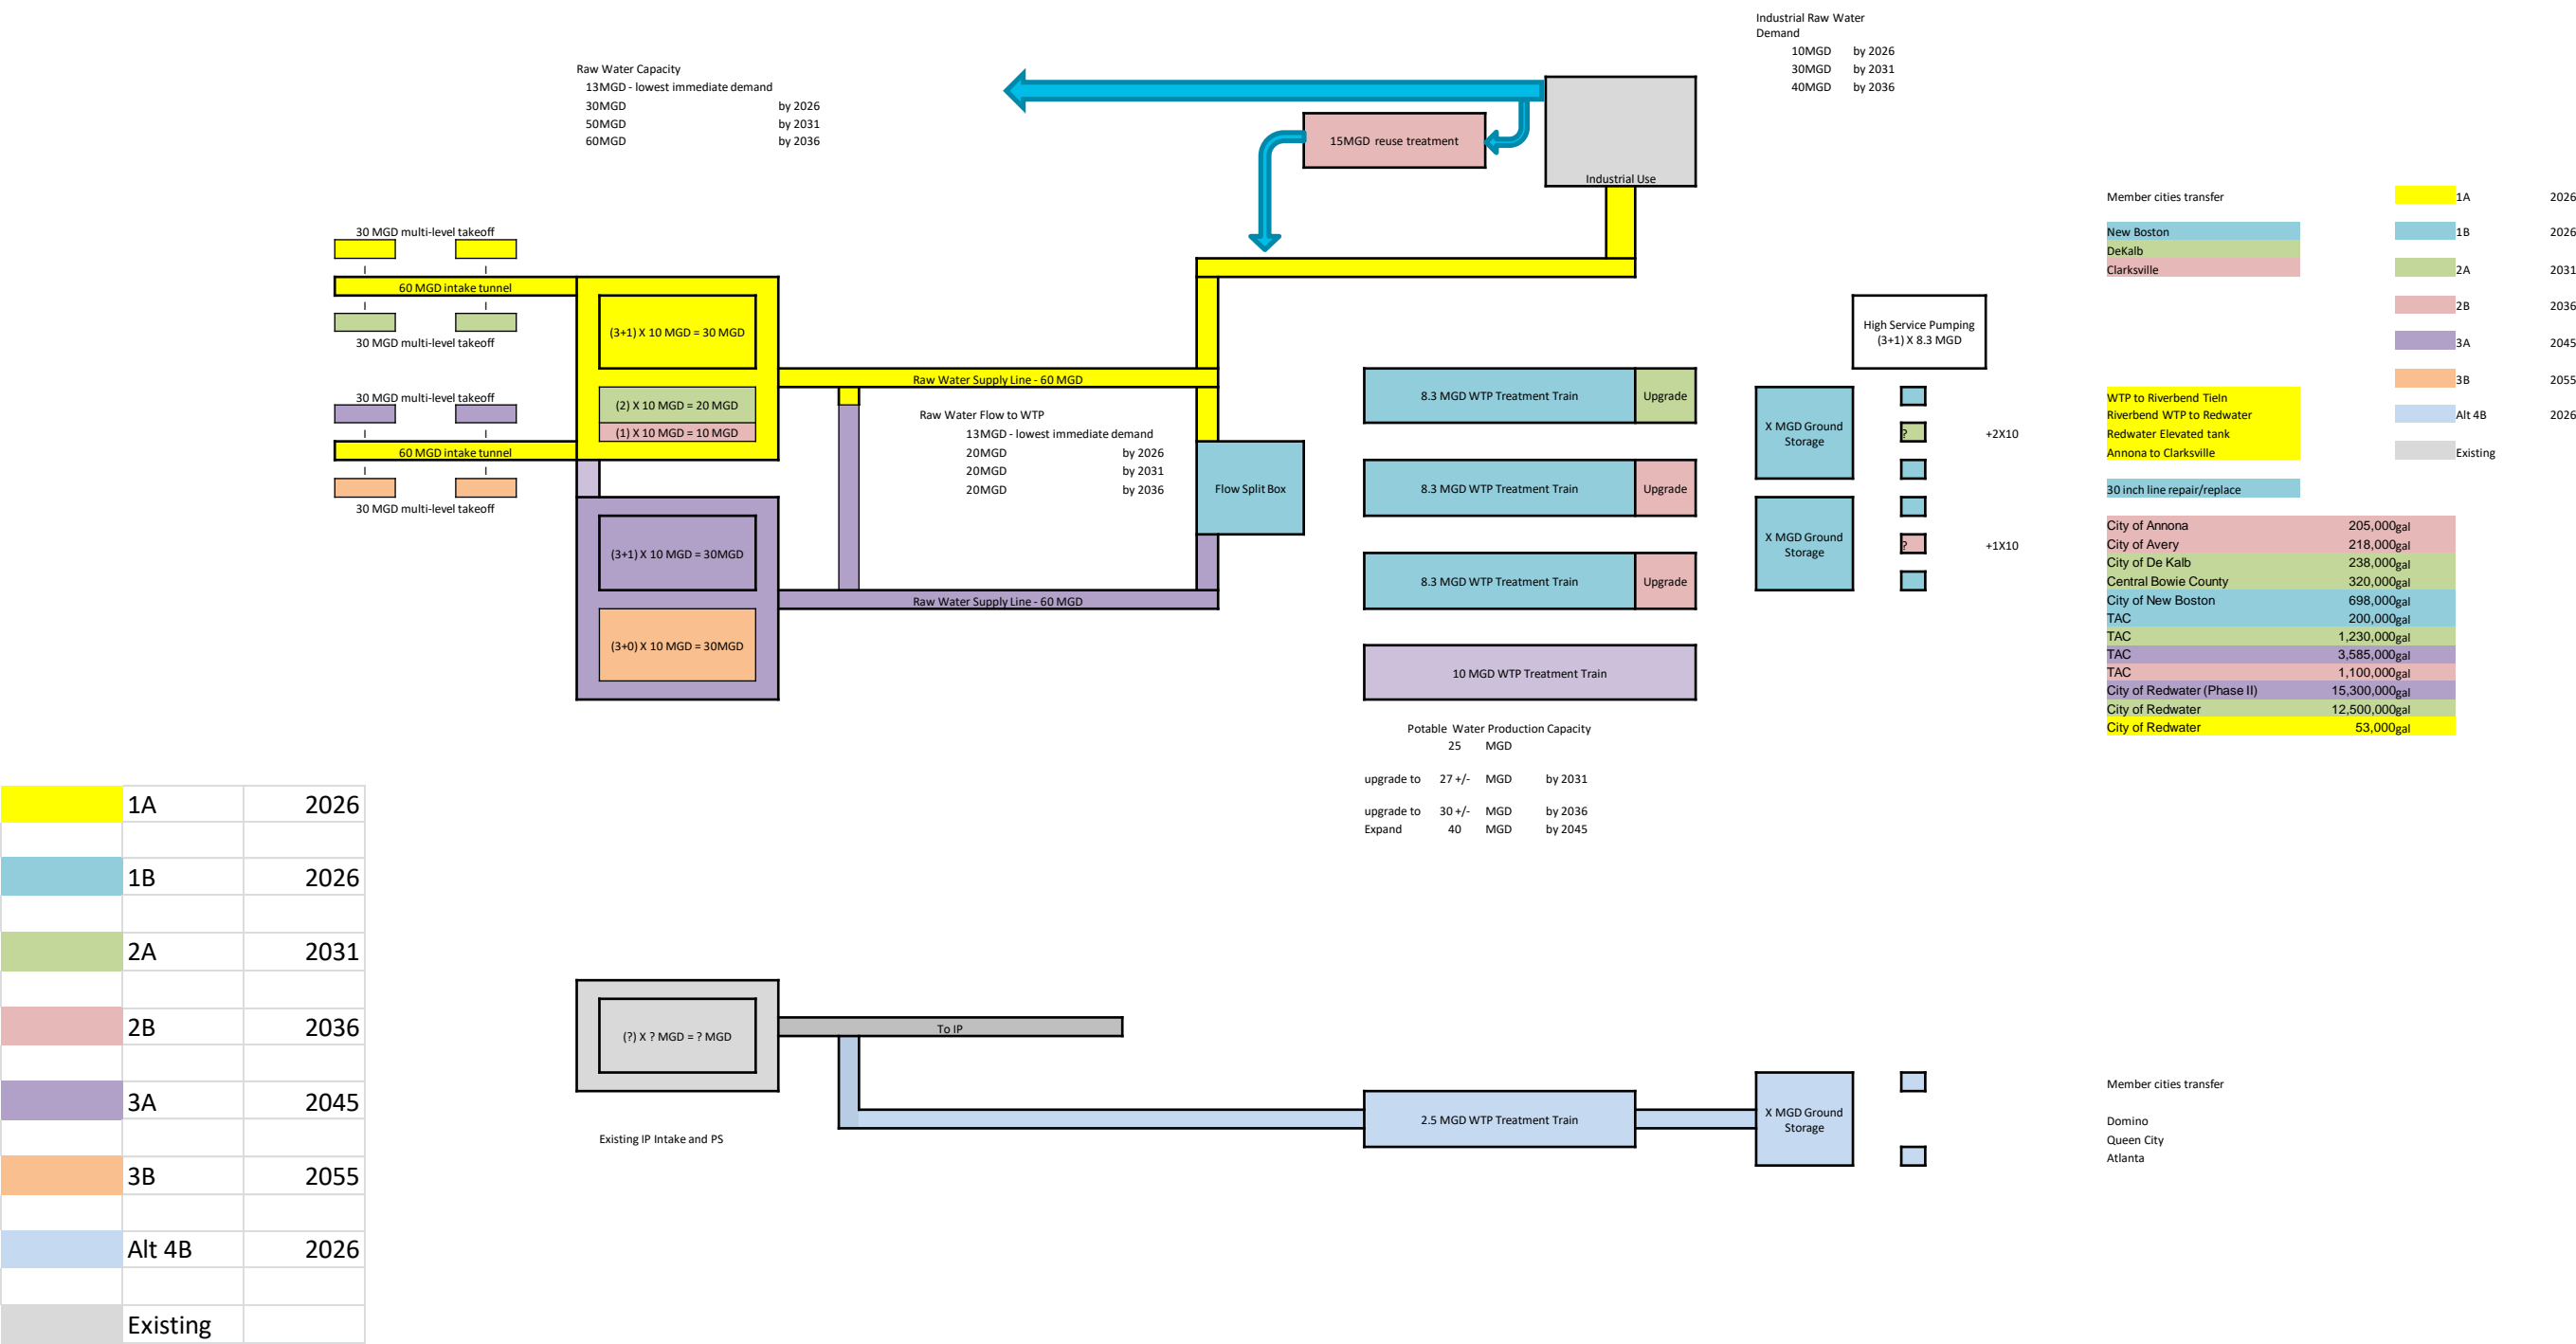 Industrial Raw Water
Demand
10MGD by 2026
30MGD by 2031
40MGD by 2036
Raw Water Capacity
13MGD - lowest immediate demand
30MGD by 2026
50MGD by 2031
60MGD by 2036
15MGD reuse treatment
Industrial Use
30 MGD multi-level takeoff
60 MGD intake tunnel
30 MGD multi-level takeoff
30 MGD multi-level takeoff
60 MGD intake tunnel
30 MGD multi-level takeoff
(3+1) X 10 MGD = 30 MGD
(2) X 10 MGD = 20 MGD
(1) X 10 MGD = 10 MGD
(3+1) X 10 MGD = 30MGD
(3+0) X 10 MGD = 30MGD
Raw Water Supply Line - 60 MGD
Raw Water Flow to WTP
13MGD - lowest immediate demand
20MGD by 2026
20MGD by 2031
20MGD by 2036
Raw Water Supply Line - 60 MGD
Flow Split Box
8.3 MGD WTP Treatment Train
Upgrade
8.3 MGD WTP Treatment Train
Upgrade
8.3 MGD WTP Treatment Train
Upgrade
10 MGD WTP Treatment Train
Potable Water Production Capacity
25 MGD
upgrade to 27 +/- MGD by 2031
upgrade to 30 +/- MGD by 2036
Expand 40 MGD by 2045
High Service Pumping
(3+1) X 8.3 MGD
X MGD Ground
Storage
X MGD Ground
Storage
? +2X10
? +1X10
Member cities transfer
New Boston
DeKalb
Clarksville
WTP to Riverbend TieIn
Riverbend WTP to Redwater
Redwater Elevated tank
Annona to Clarksville
30 inch line repair/replace
1A 2026
1B 2026
2A 2031
2B 2036
3A 2045
3B 2055
Alt 4B 2026
Existing
City of Annona 205,000gal
City of Avery 218,000gal
City of De Kalb 238,000gal
Central Bowie County 320,000gal
City of New Boston 698,000gal
TAC 200,000gal
TAC 1,230,000gal
TAC 3,585,000gal
TAC 1,100,000gal
City of Redwater (Phase II) 15,300,000gal
City of Redwater 12,500,000gal
City of Redwater 53,000gal
1A 2026
1B 2026
2A 2031
2B 2036
3A 2045
3B 2055
Alt 4B 2026
Existing
(?) X ? MGD = ? MGD
To IP
Existing IP Intake and PS
2.5 MGD WTP Treatment Train
X MGD Ground
Storage
Member cities transfer
Domino
Queen City
Atlanta